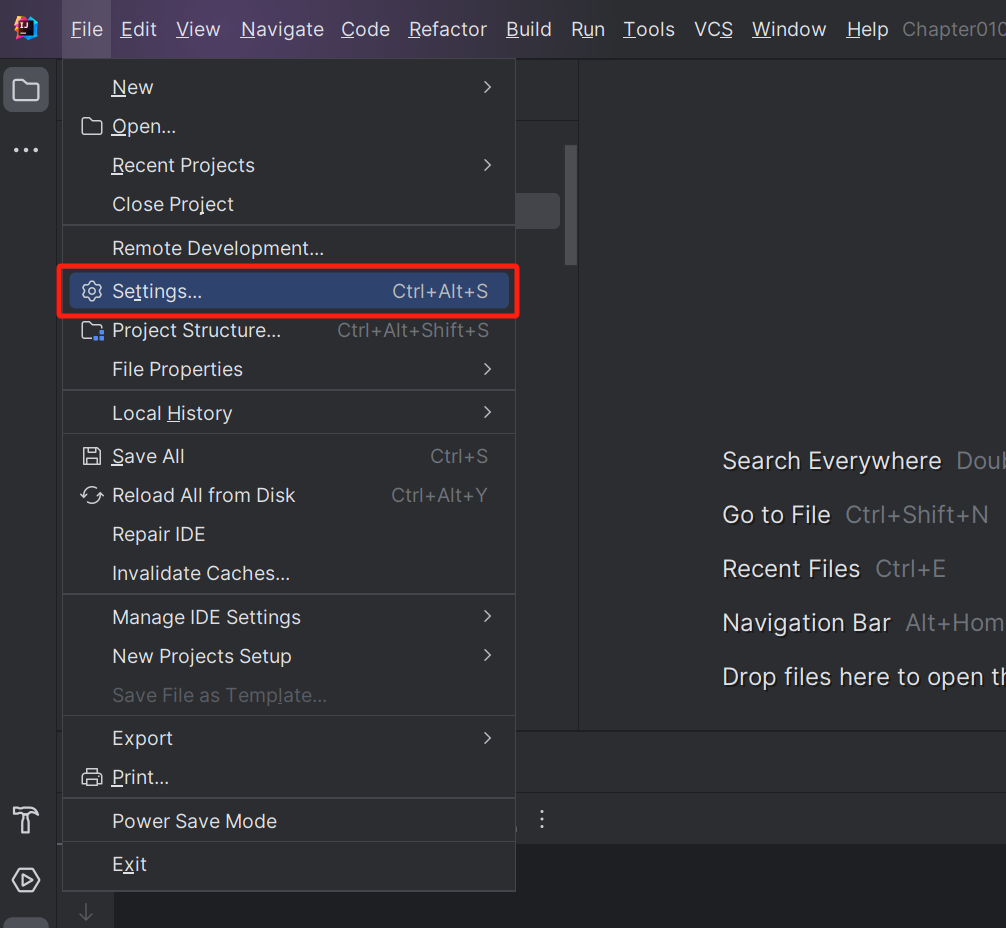 File Edit View Navigate Code Refactor Build Run Tools VCS Window Help Chapter010
New
Open...
Recent Projects
Close Project
Remote Development...
Settings... Ctrl+Alt+S
Project Structure... Ctrl+Alt+Shift+S
File Properties
Local History
Save All Ctrl+S
Reload All from Disk Ctrl+Alt+Y
Repair IDE
Invalidate Caches...
Manage IDE Settings
New Projects Setup
Save File as Template...
Export
Print...
Power Save Mode
Exit
Search Everywhere
Go to File Ctrl+Shift+N
Recent Files Ctrl+E
Navigation Bar Alt+Hom
Drop files here to open